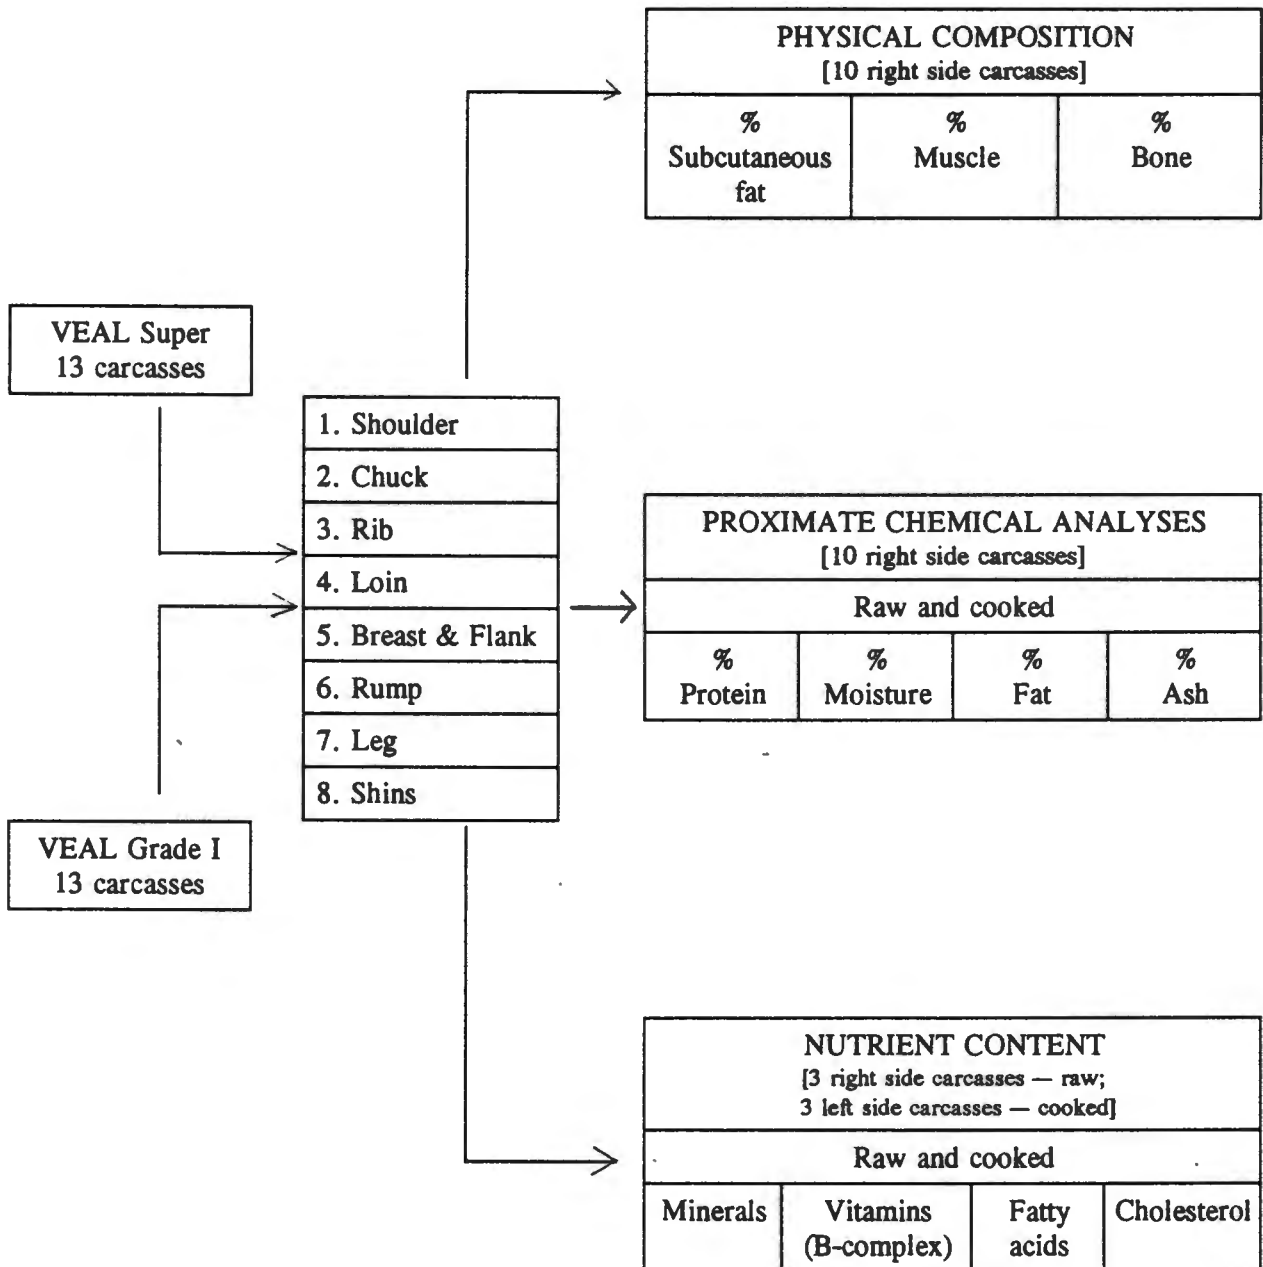 PHYSICAL COMPOSITION
[10 right side carcasses]
%
Subcutaneous
fat
%
Muscle
%
Bone
VEAL Super
13 carcasses
1. Shoulder
2. Chuck
3. Rib
4. Loin
5. Breast & Flank
6. Rump
7. Leg
8. Shins
VEAL Grade I
13 carcasses
PROXIMATE CHEMICAL ANALYSES
[10 right side carcasses]
Raw and cooked
%
Protein
%
Moisture
%
Fat
%
Ash
NUTRIENT CONTENT
[3 right side carcasses — raw;
3 left side carcasses — cooked]
Raw and cooked
Minerals
Vitamins
(B-complex)
Fatty
acids
Cholesterol